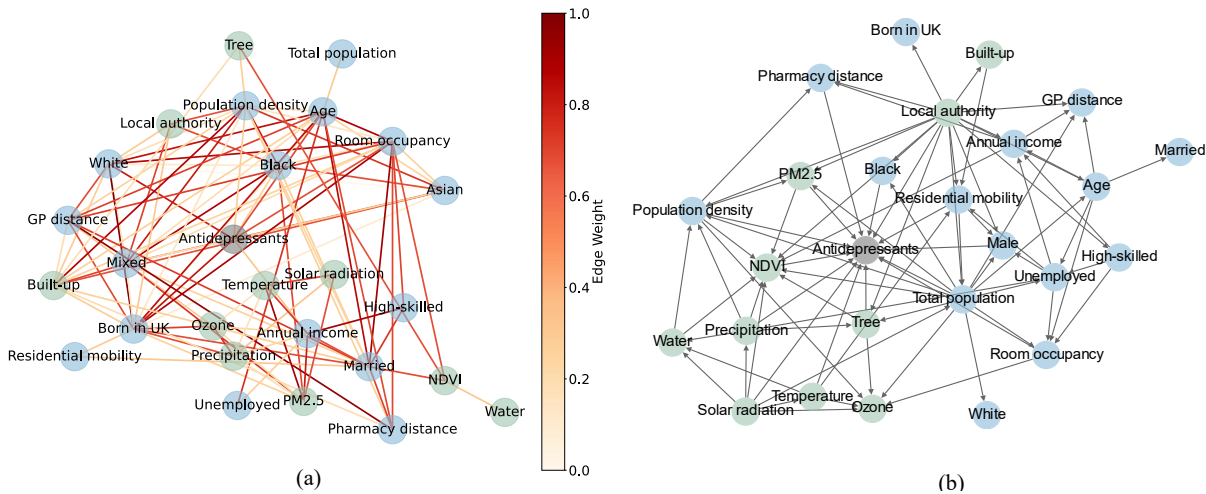 Tree
Total population
Population density
Age
Local authority
Room occupancy
White
Black
Asian
GP distance
Antidepressants
Mixed
Solar radiation
Built-up
Temperature
High-skilled
Born in UK
Ozone
Annual income
Residential mobility
Precipitation
Married
NDVI
Unemployed
PM2.5
Water
Pharmacy distance
(a)
1.0
0.8
0.6
0.4
0.2
0.0
Edge Weight
Born in UK
Built-up
Pharmacy distance
Local authority
GP distance
Annual income
Married
PM2.5
Black
Age
Residential mobility
Population density
Antidepressants
Male
High-skilled
NDVI
Unemployed
Total population
Water
Precipitation
Tree
Room occupancy
Temperature
Solar radiation
Ozone
White
(b)